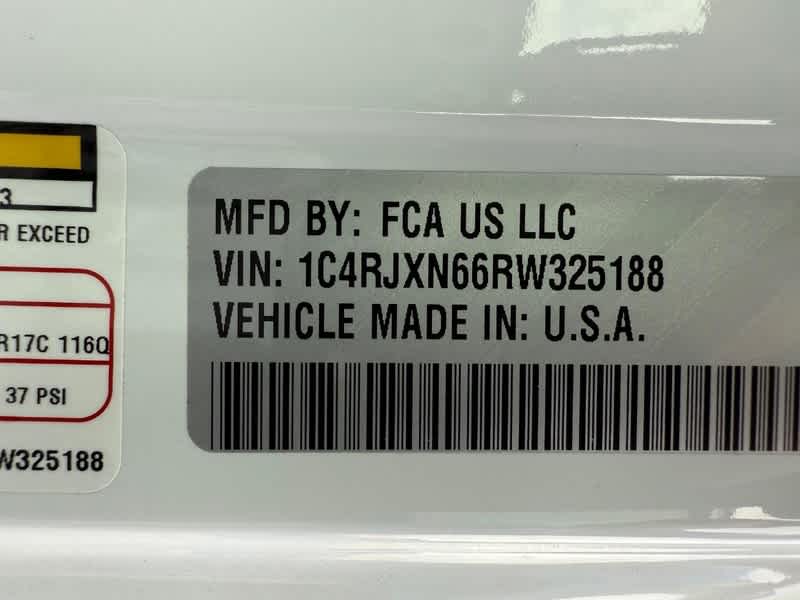 3
R EXCEED
R17C 116Q
37 PSI
W325188
MFD BY: FCA US LLC
VIN: 1C4RJXN66RW325188
VEHICLE MADE IN: U.S.A.